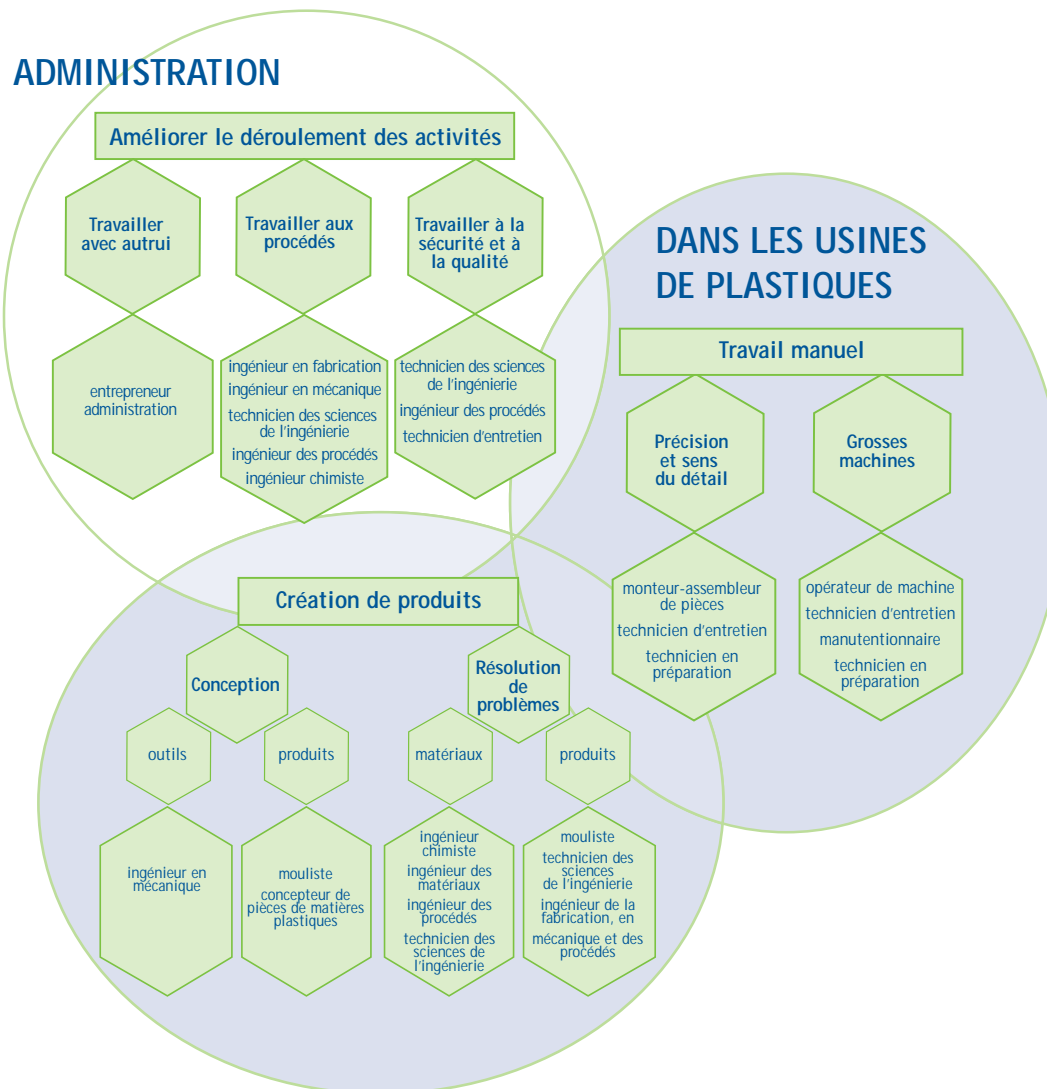 ADMINISTRATION
Améliorer le déroulement des activités
Travailler
avec autrui
Travailler aux
procédés
Travailler à la
sécurité et à
la qualité
entrepreneur
administration
ingénieur en fabrication
ingénieur en mécanique
technicien des sciences
de l'ingénierie
ingénieur des procédés
ingénieur chimiste
technicien des sciences
de l'ingénierie
ingénieur des procédés
technicien d'entretien
DANS LES USINES
DE PLASTIQUES
Travail manuel
Précision
et sens
du détail
Grosses
machines
monteur-assembleur
de pièces
technicien d'entretien
technicien en
préparation
opérateur de machine
technicien d'entretien
manutentionnaire
technicien en
préparation
Création de produits
Conception
Résolution
de
problèmes
outils
produits
matériaux
produits
ingénieur en
mécanique
mouliste
concepteur de
pièces de matières
plastiques
ingénieur
chimiste
ingénieur des
matériaux
ingénieur des
procédés
technicien des
sciences de
l'ingénierie
mouliste
technicien des
sciences
de l'ingénierie
ingénieur de la
fabrication, en
mécanique et des
procédés